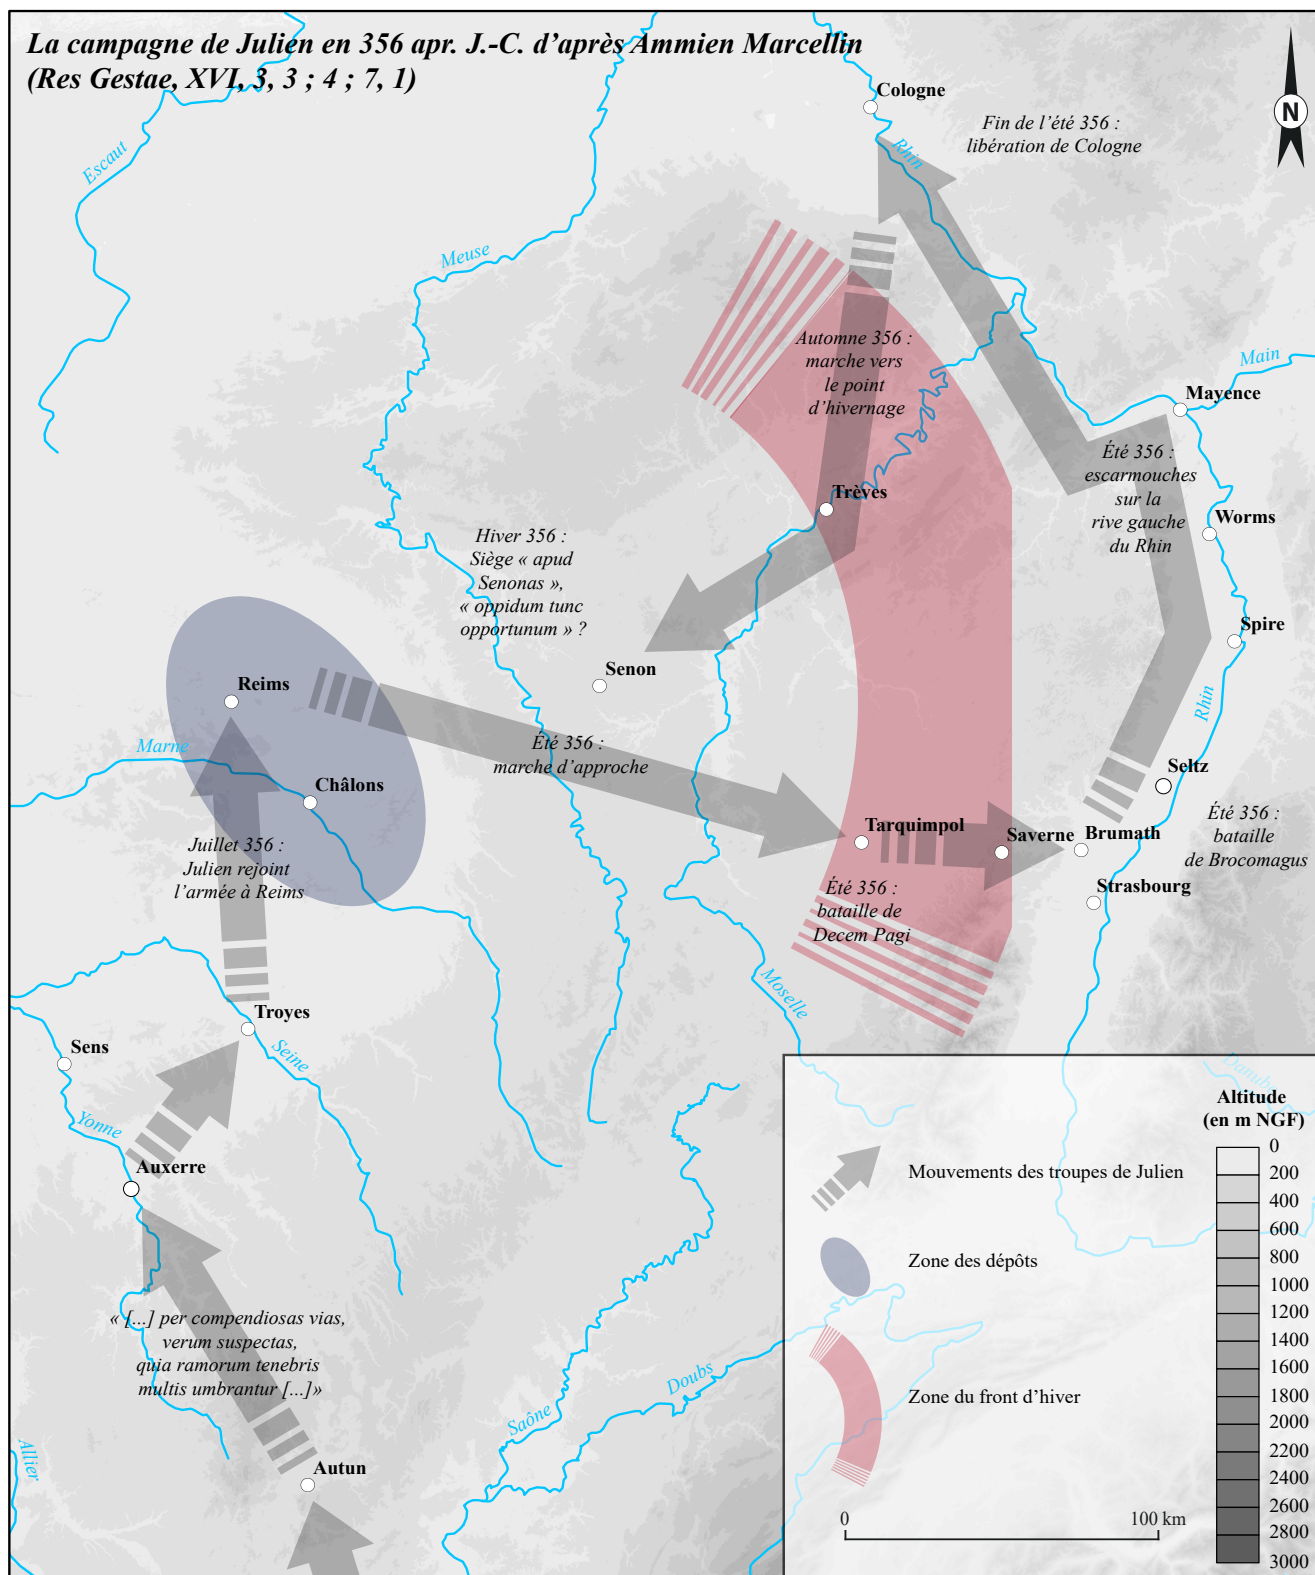 La campagne de Julien en 356 apr. J.-C. d’après Ammien Marcellin
(Res Gestae, XVI, 3, 3 ; 4 ; 7, 1)
Cologne
N
Fin de l’été 356 :
libération de Cologne
Escaut
Rhin
Meuse
Automne 356 :
marche vers
le point
d’hivernage
Main
Mayence
Été 356 :
escarmouches
sur la
rive gauche
du Rhin
Trèves
Worms
Hiver 356 :
Siège « apud
Senonas »,
« oppidum tunc
opportunum » ?
Spire
Senon
Reims
Rhin
Marne
Été 356 :
marche d’approche
Seltz
Châlons
Tarquimpol
Saverne
Brumath
Été 356 :
bataille
de Brocomagus
Juillet 356 :
Julien rejoint
l’armée à Reims
Strasbourg
Été 356 :
bataille de
Decem Pagi
Moselle
Troyes
Sens
Seine
Yonne
Danube
Auxerre
« [...] per compendiosas vias,
verum suspectas,
quia ramorum tenebris
multis umbrantur [...]»
Doubs
Saône
Allier
Autun
Mouvements des troupes de Julien
Zone des dépôts
Zone du front d’hiver
0
100 km
Altitude
(en m NGF)
0
200
400
600
800
1000
1200
1400
1600
1800
2000
2200
2400
2600
2800
3000